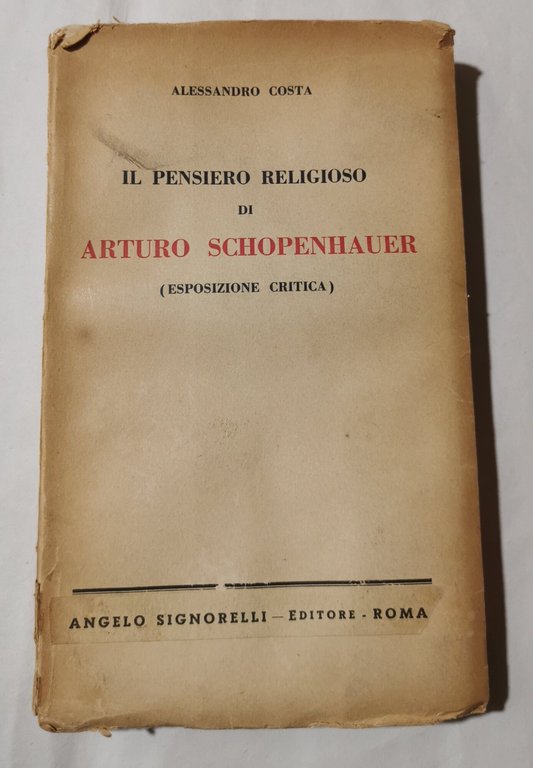 ALESSANDRO COSTA
IL PENSIERO RELIGIOSO
DI
ARTURO SCHOPENHAUER
(ESPOSIZIONE CRITICA)
ANGELO SIGNORELLI — EDITORE - ROMA